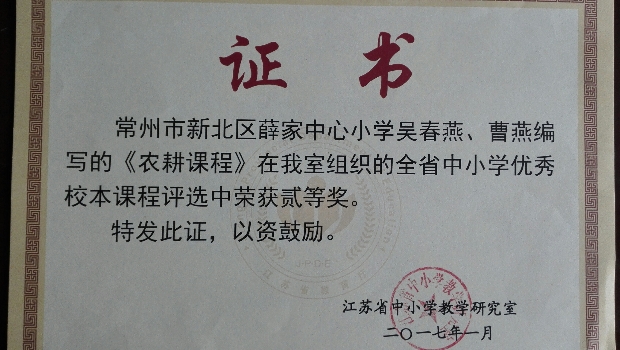 证书
常州市新北区薛家中心小学吴春燕、曹燕编
写的《农耕课程》在我室组织的全省中小学优秀
校本课程评选中荣获贰等奖。
特发此证，以资鼓励。
江苏省中小学教学研究室
二〇一七年一月